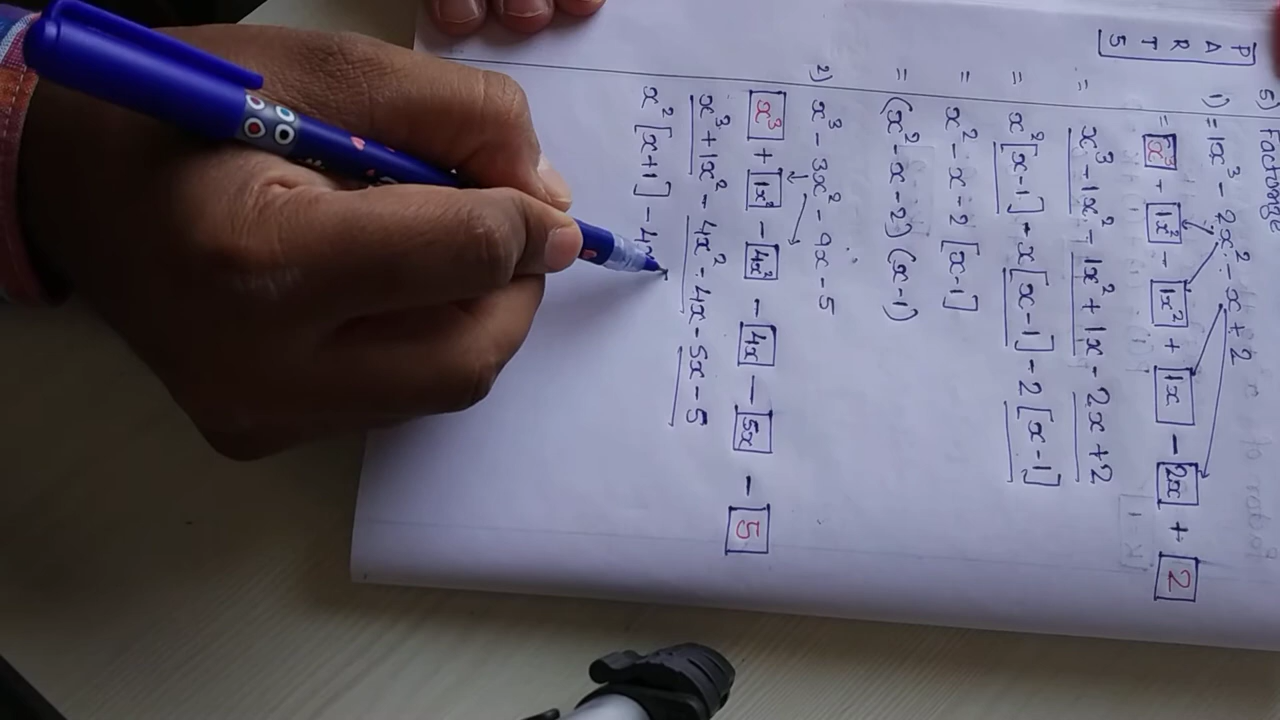 PART 5
5) Factorize
1) = 1x³ - 2x² - x + 2
= x³ - 1x² - 1x² + 1x - 2x + 2
= x³ - 1x² - 1x² + 1x - 2x + 2
= x²[x-1] - x[x-1] - 2[x-1]
= x² - x - 2 [x-1]
= (x² - x - 2) (x-1)
2) x³ - 3x² - 9x - 5
x³ + 1x² - 4x² - 4x - 5x - 5
x³ + 1x² - 4x² - 4x - 5x - 5
x² [x+1] - 4x